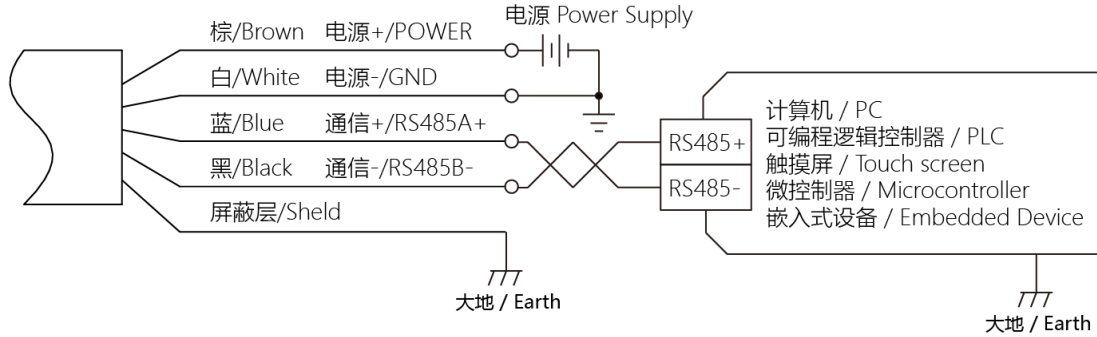 电源 Power Supply
棕/Brown 电源+/POWER
白/White 电源-/GND
蓝/Blue 通信+/RS485A+
黑/Black 通信-/RS485B-
屏蔽层/Sheld
大地 / Earth
RS485+
RS485-
计算机 / PC
可编程逻辑控制器 / PLC
触摸屏 / Touch screen
微控制器 / Microcontroller
嵌入式设备 / Embedded Device
大地 / Earth